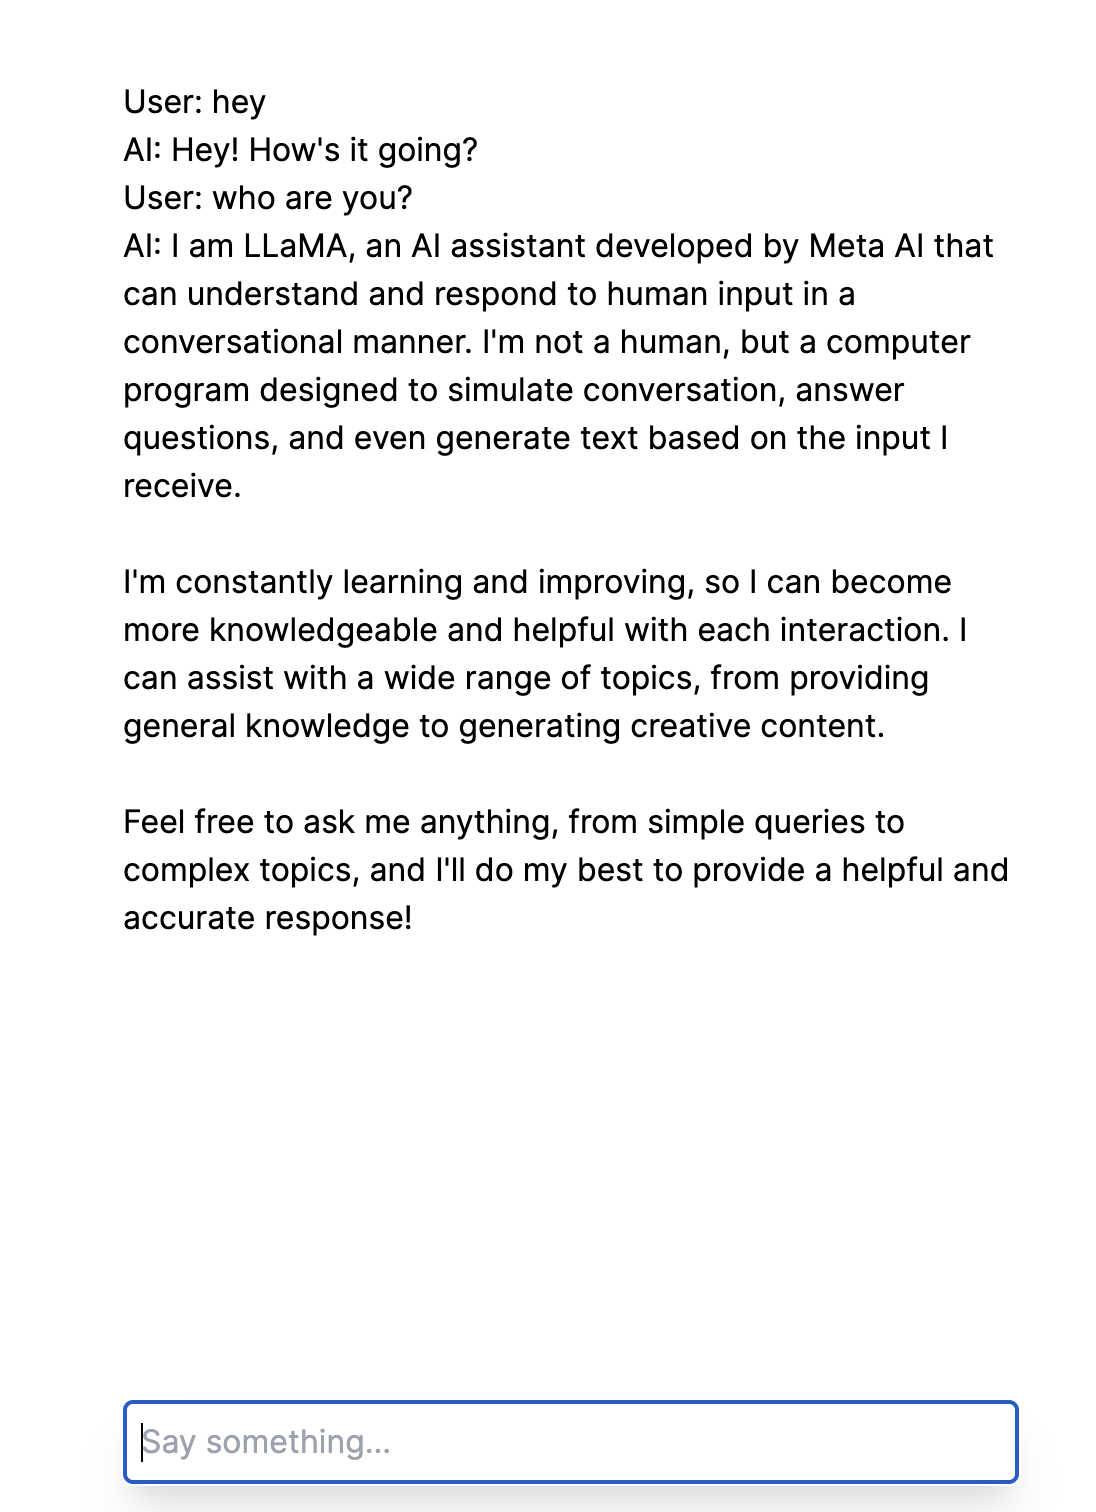 User: hey
AI: Hey! How's it going?
User: who are you?
AI: I am LLaMA, an AI assistant developed by Meta AI that
can understand and respond to human input in a
conversational manner. I'm not a human, but a computer
program designed to simulate conversation, answer
questions, and even generate text based on the input I
receive.
I'm constantly learning and improving, so I can become
more knowledgeable and helpful with each interaction. I
can assist with a wide range of topics, from providing
general knowledge to generating creative content.
Feel free to ask me anything, from simple queries to
complex topics, and I'll do my best to provide a helpful and
accurate response!
Say something...